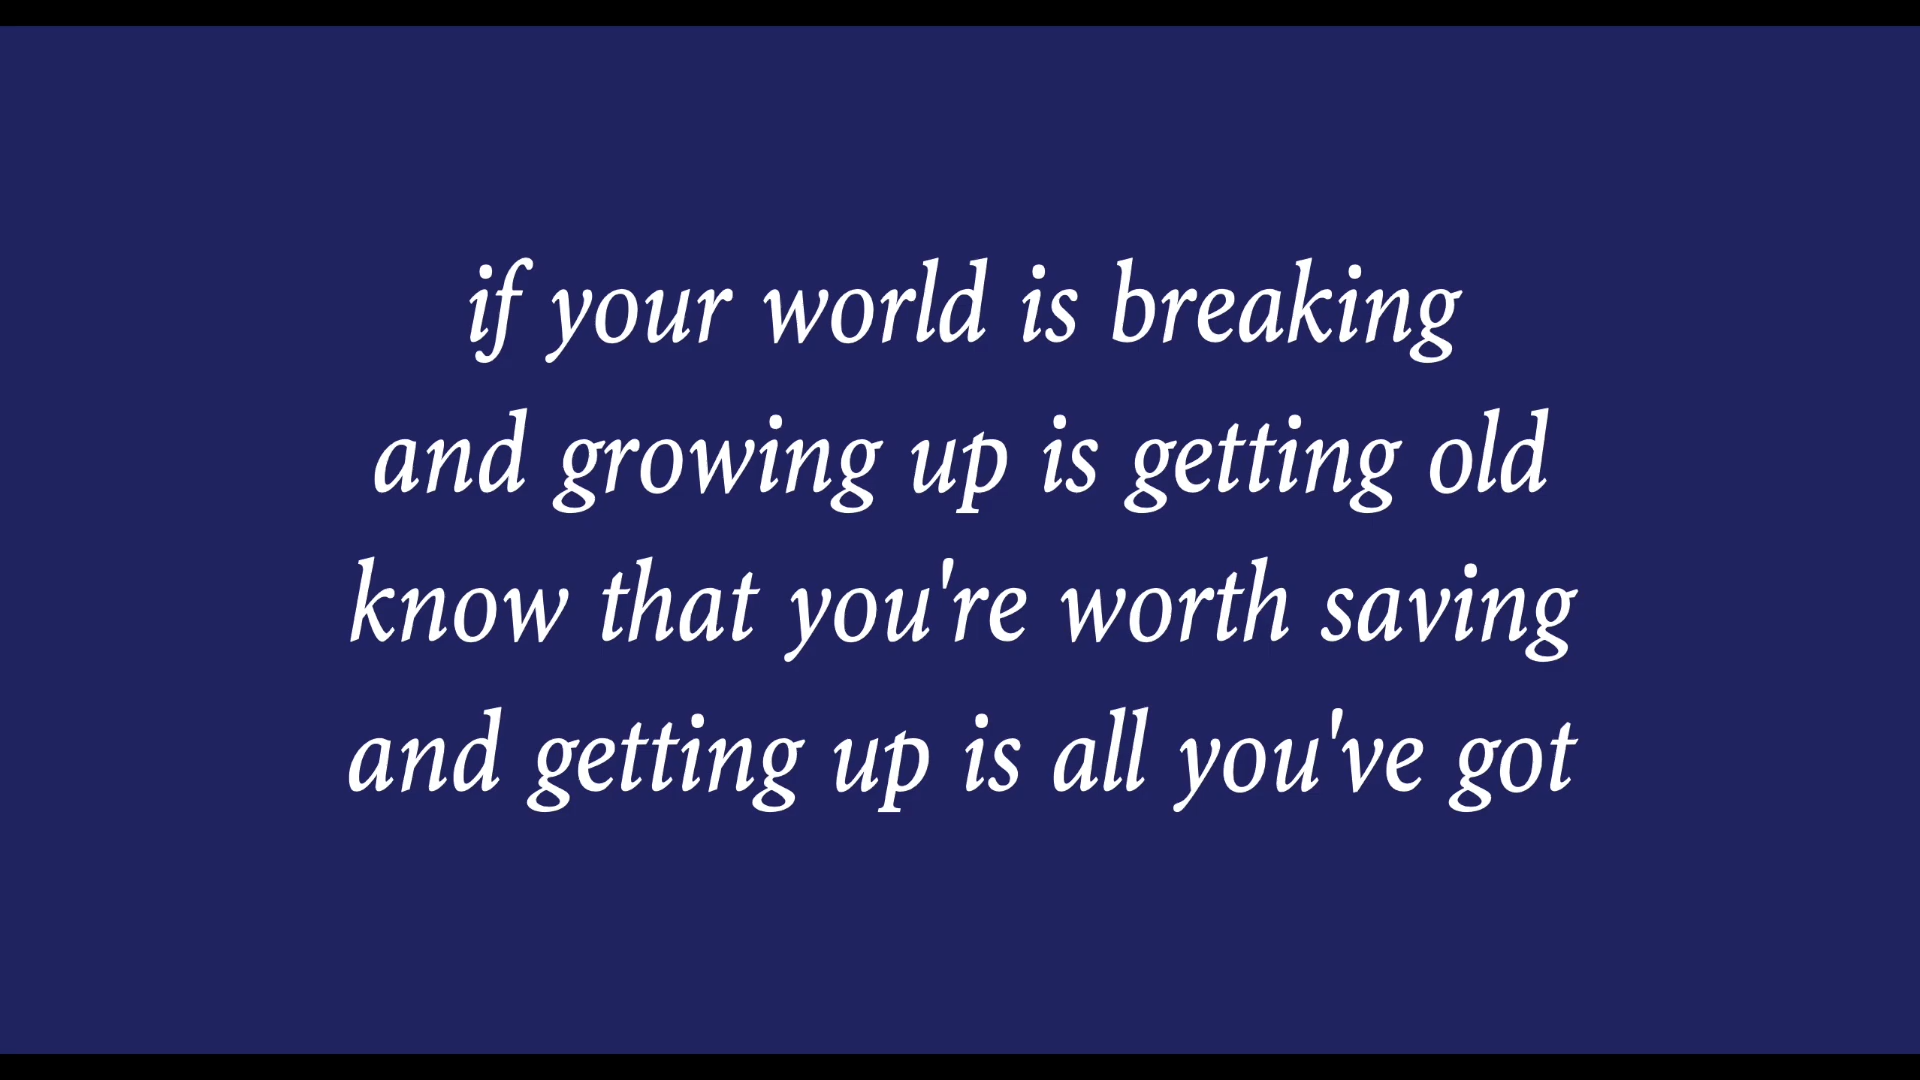 if your world is breaking
and growing up is getting old
know that you're worth saving
and getting up is all you've got